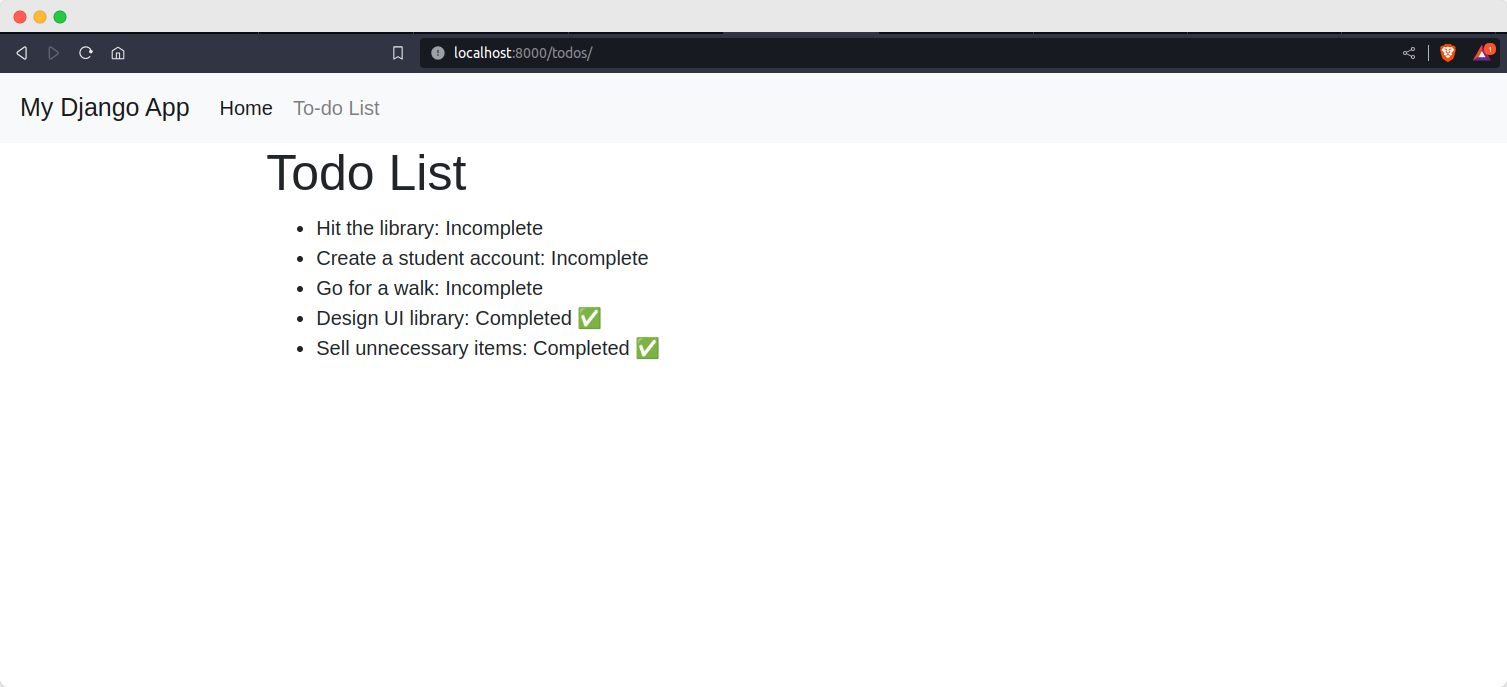 localhost:8000/todos/
1
My Django App Home To-do List
Todo List
• Hit the library: Incomplete
• Create a student account: Incomplete
• Go for a walk: Incomplete
• Design UI library: Completed ✅
• Sell unnecessary items: Completed ✅